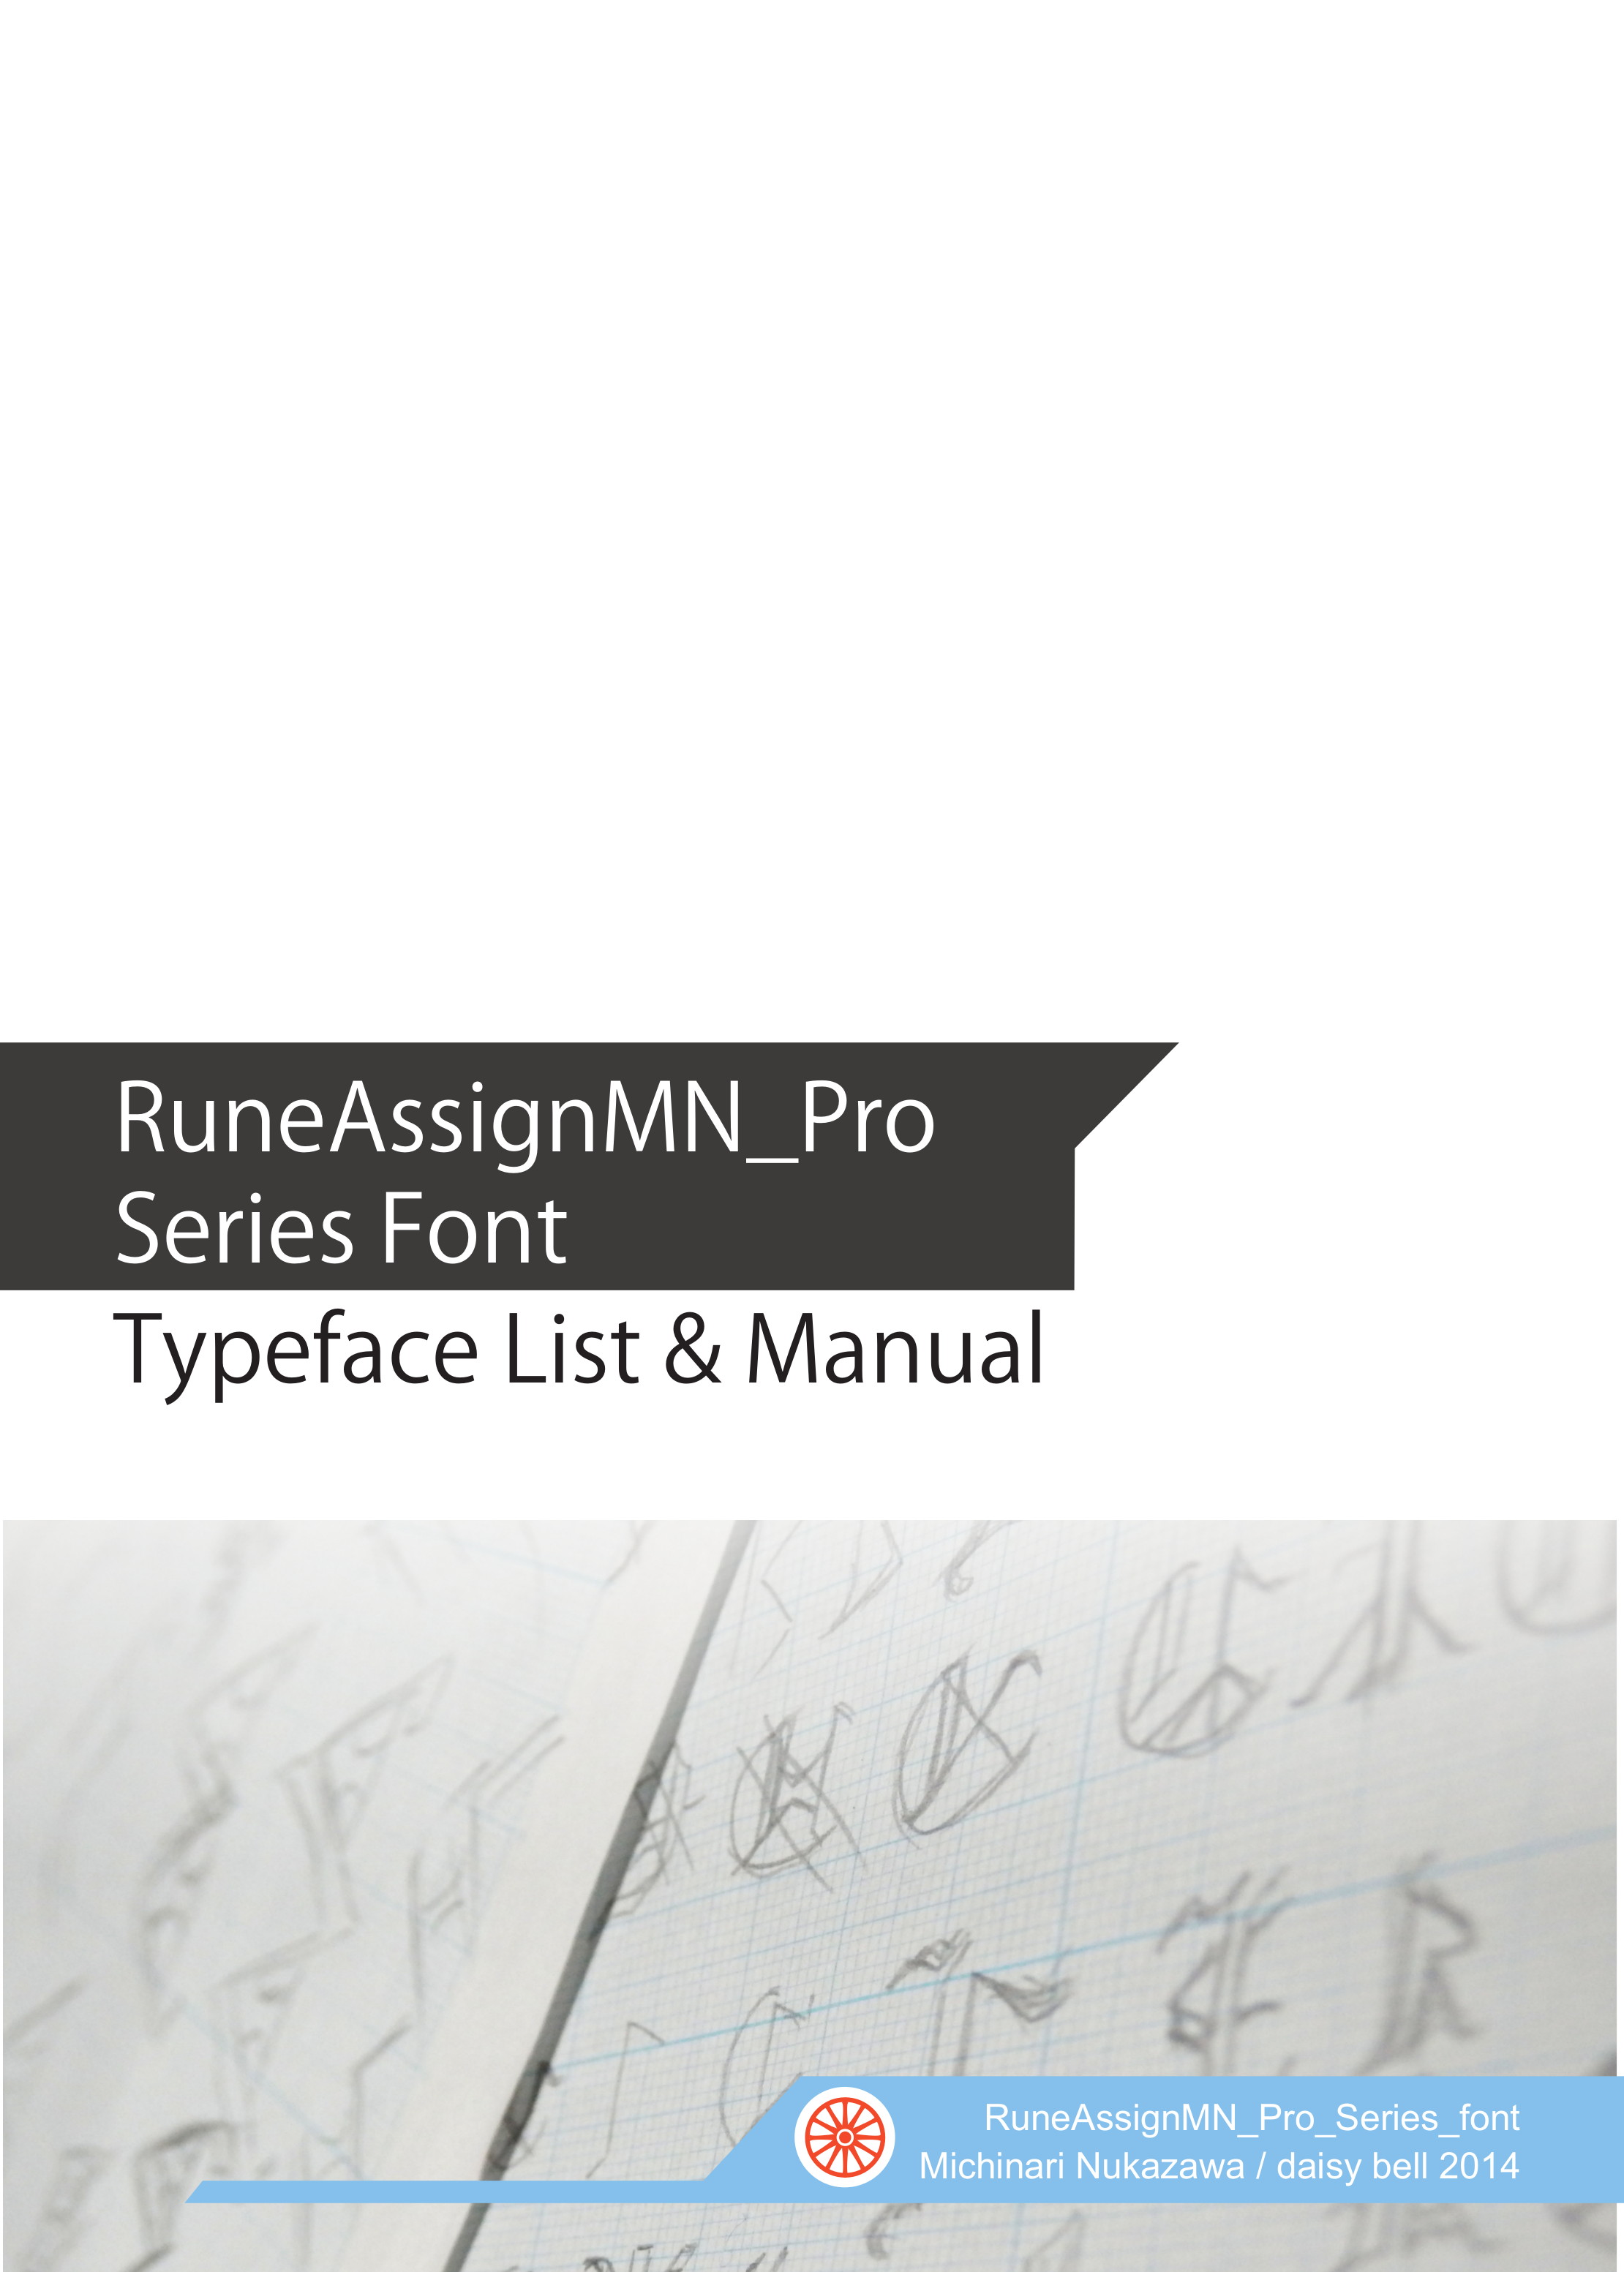 RuneAssignMN_Pro
Series Font
Typeface List & Manual
RuneAssignMN_Pro_Series_font
Michinari Nukazawa / daisy bell 2014